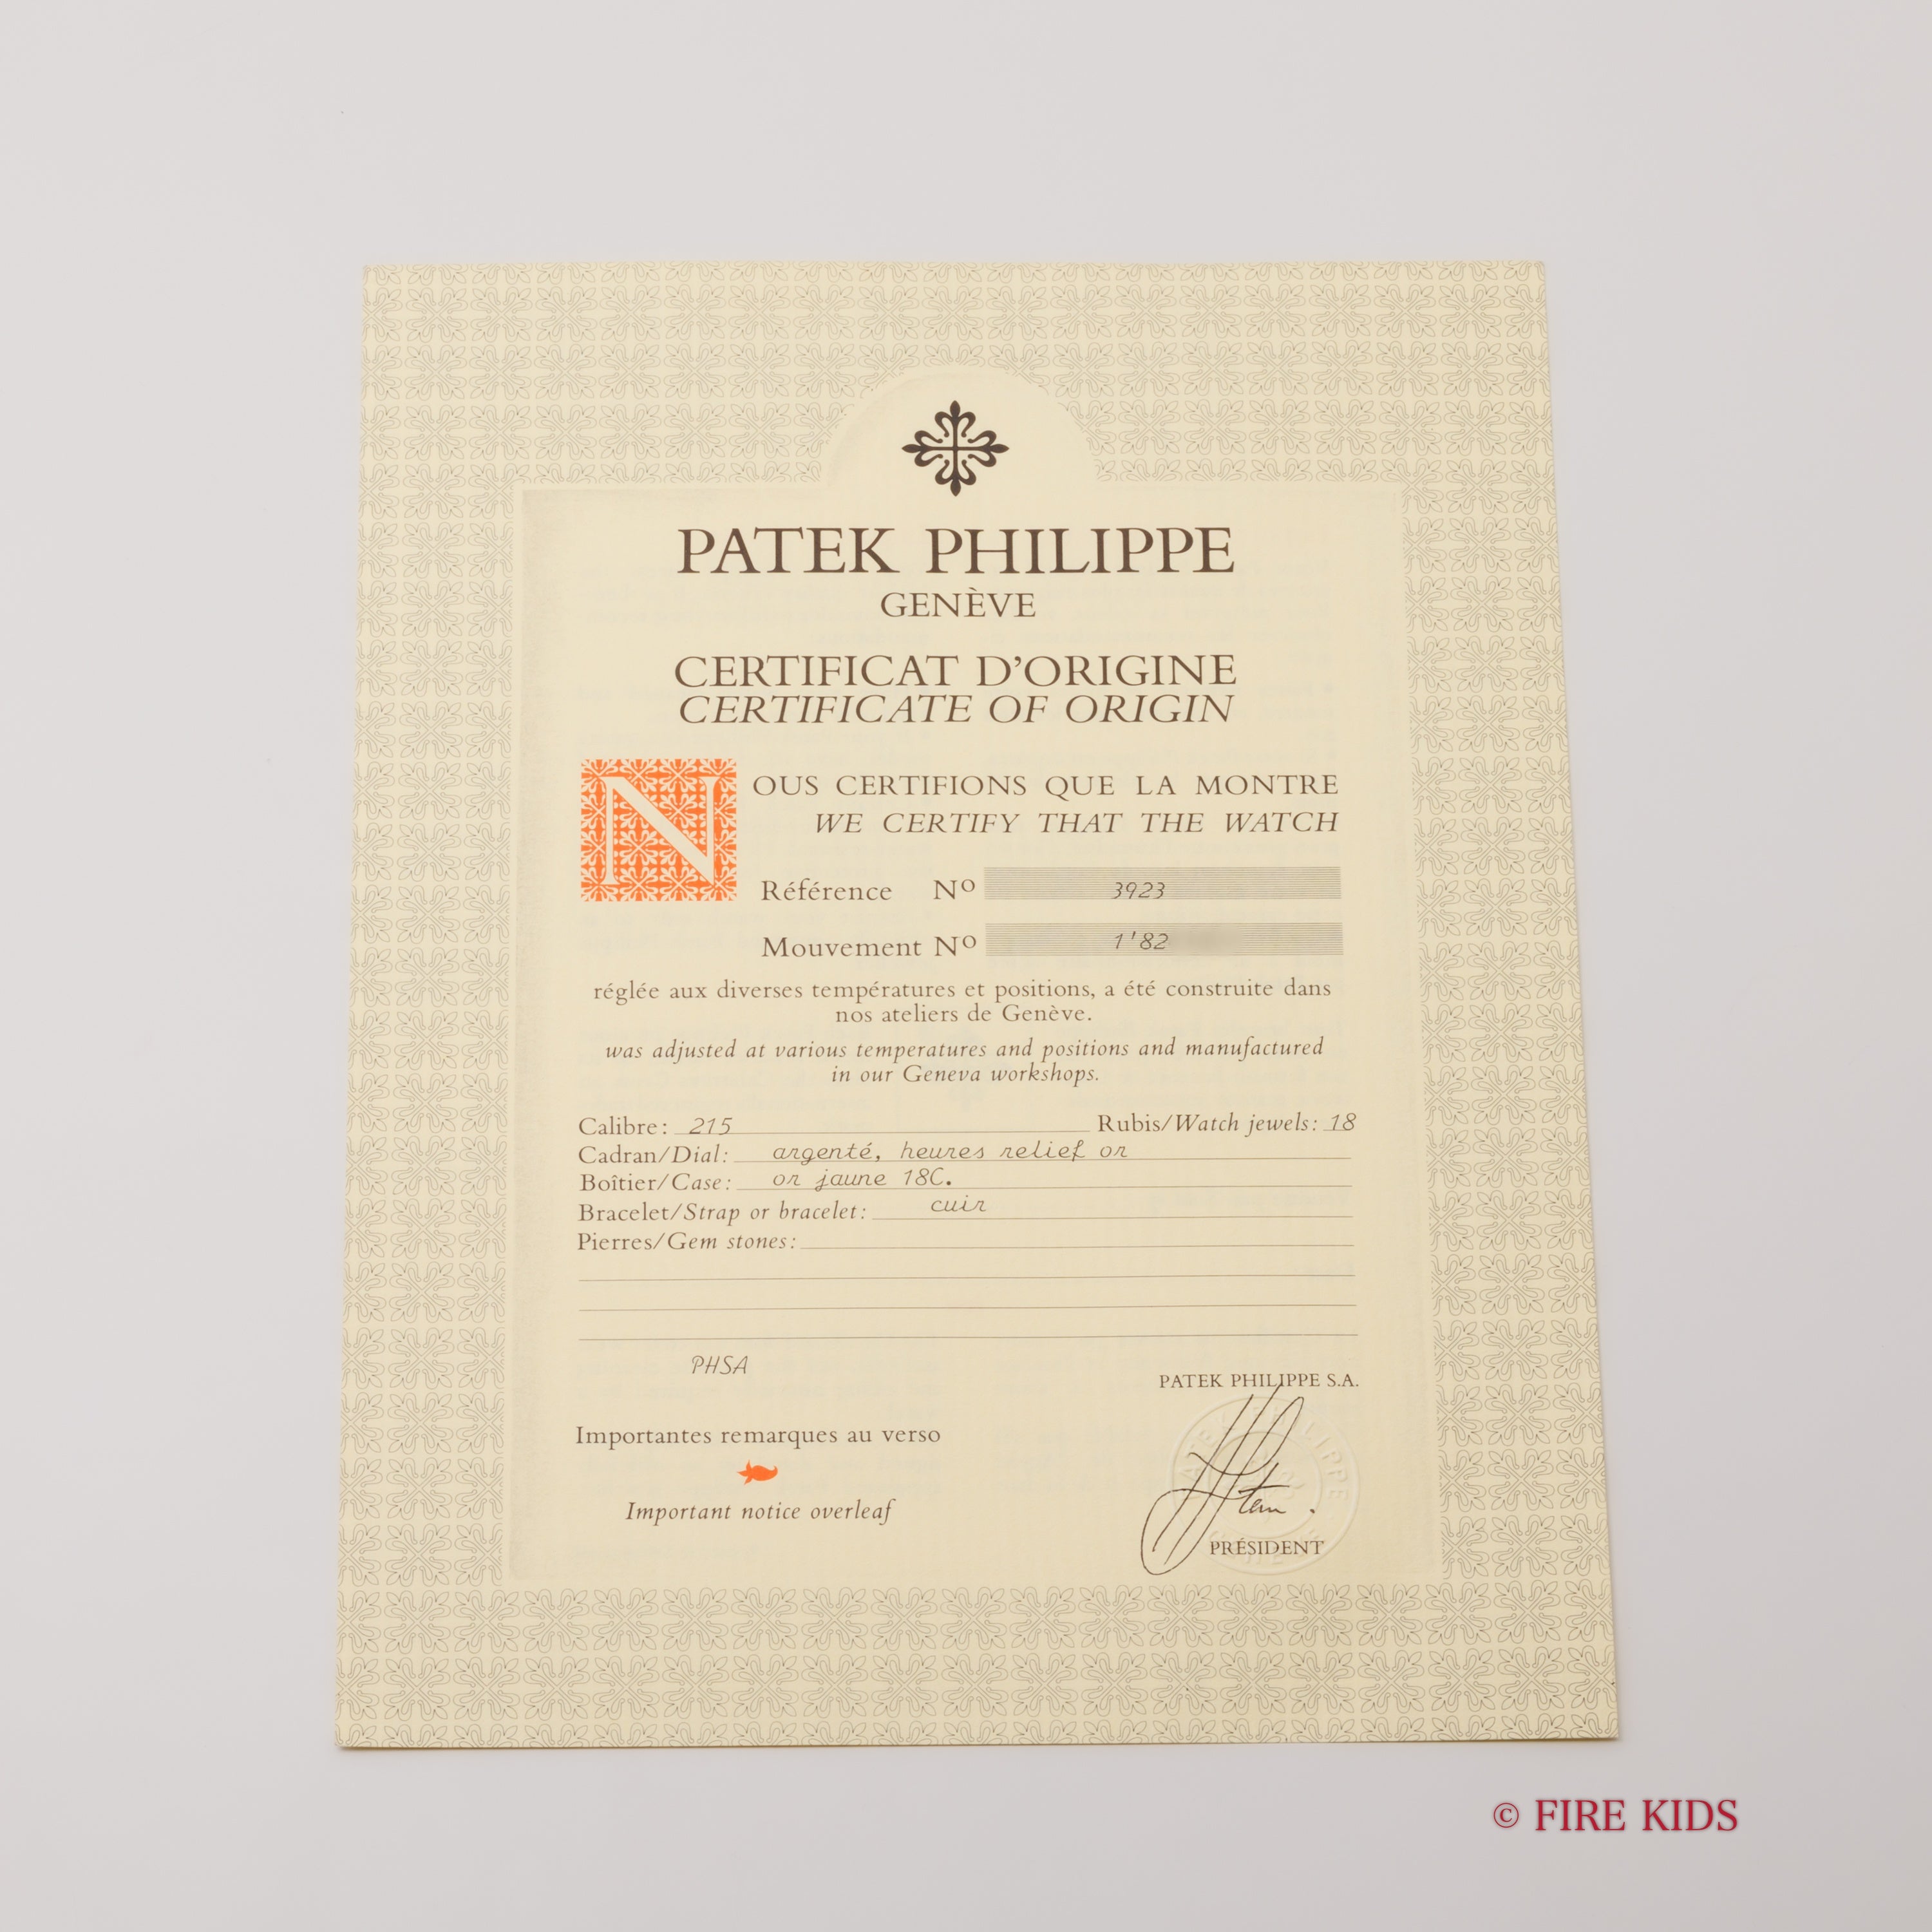 PATEK PHILIPPE
GENÈVE
CERTIFICAT D'ORIGINE
CERTIFICATE OF ORIGIN
NOUS CERTIFIONS QUE LA MONTRE
WE CERTIFY THAT THE WATCH
Référence Nº 3923
Mouvement Nº 1'82
réglée aux diverses températures et positions, a été construite dans
nos ateliers de Genève.
was adjusted at various temperatures and positions and manufactured
in our Geneva workshops.
Calibre: 215 Rubis/Watch jewels: 18
Cadran/Dial: argenté, heures relief or
Boîtier/Case: or jaune 18C.
Bracelet/Strap or bracelet: cuir
Pierres/Gem stones:
PHSA
PATEK PHILIPPE S.A.
Importantes remarques au verso
Important notice overleaf
PRÉSIDENT
© FIRE KIDS